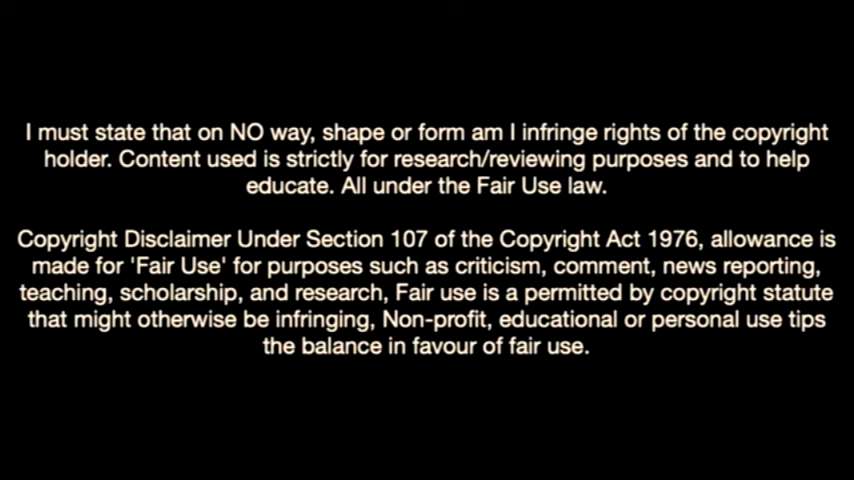 I must state that on NO way, shape or form am I infringe rights of the copyright
holder. Content used is strictly for research/reviewing purposes and to help
educate. All under the Fair Use law.
Copyright Disclaimer Under Section 107 of the Copyright Act 1976, allowance is
made for 'Fair Use' for purposes such as criticism, comment, news reporting,
teaching, scholarship, and research, Fair use is a permitted by copyright statute
that might otherwise be infringing, Non-profit, educational or personal use tips
the balance in favour of fair use.